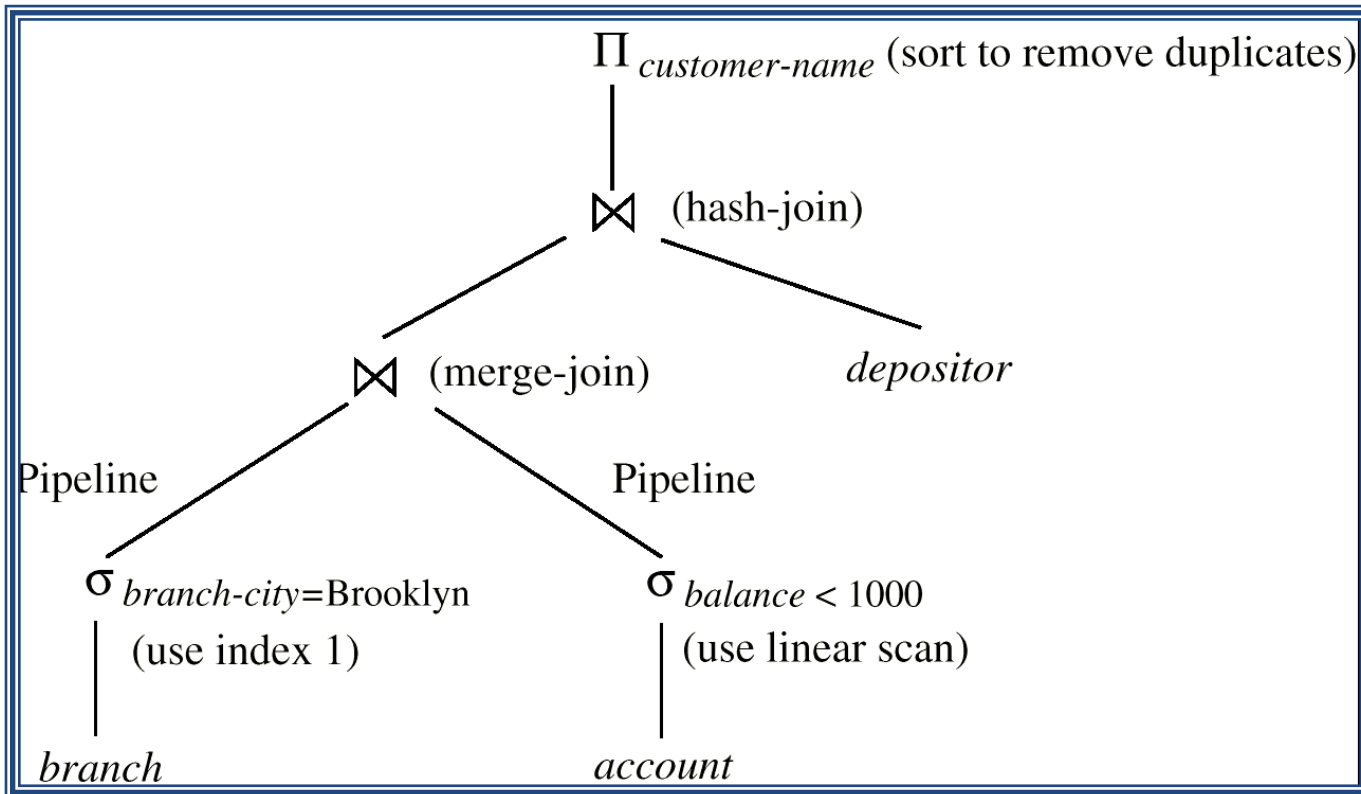 Π customer-name (sort to remove duplicates)
⋈ (hash-join)
⋈ (merge-join)
depositor
Pipeline
Pipeline
σ branch-city=Brooklyn
(use index 1)
σ balance < 1000
(use linear scan)
branch
account